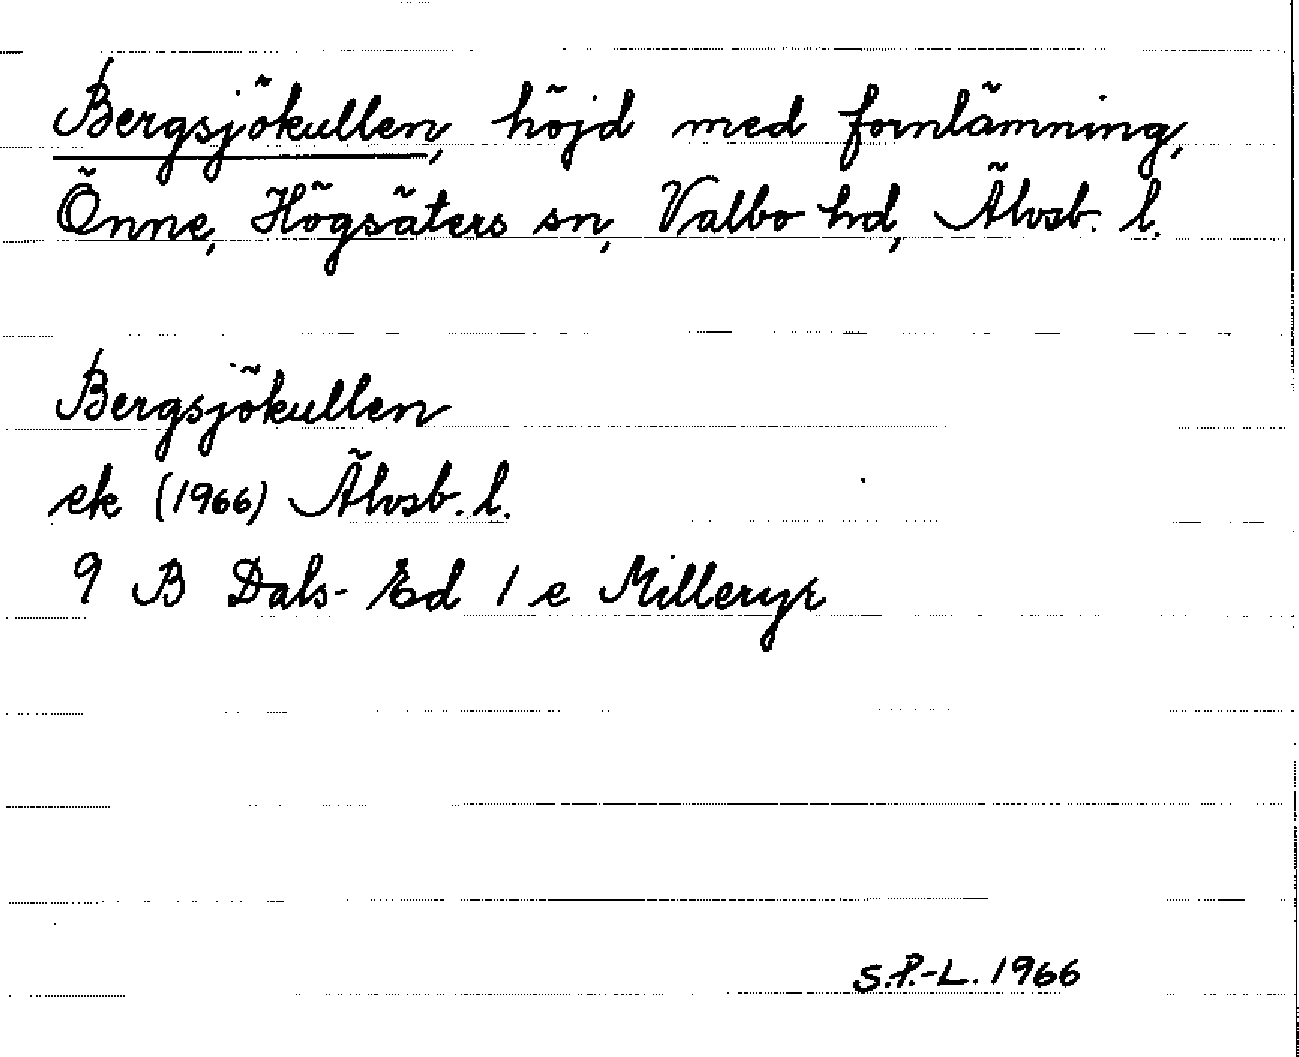 Bergsjökullen, höjd med fornlämning,
Önne, Högsäters sn, Valbo hd, Älvsb. l.
Bergsjökullen
ek (1966) Älvsb. l.
9 B Dals-Ed 1 e Milleryr
S.P.-L. 1966